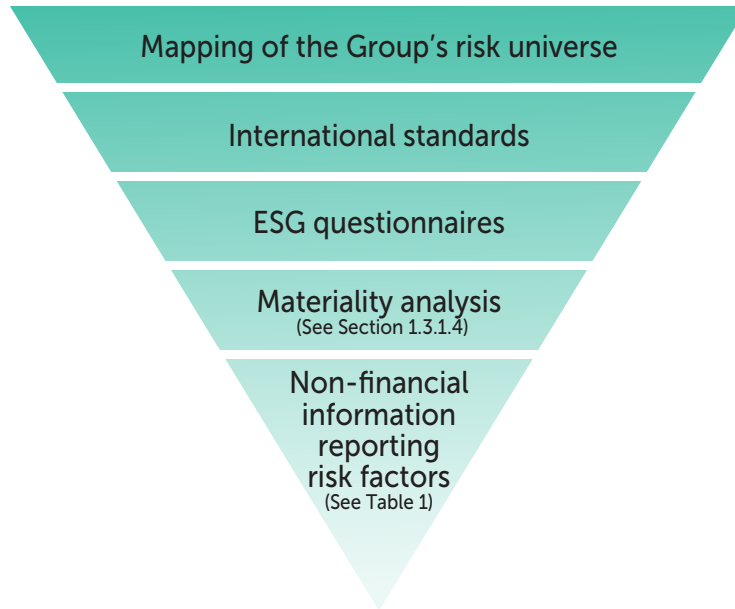 Mapping of the Group’s risk universe
International standards
ESG questionnaires
Materiality analysis
(See Section 1.3.1.4)
Non-financial
information
reporting
risk factors
(See Table 1)